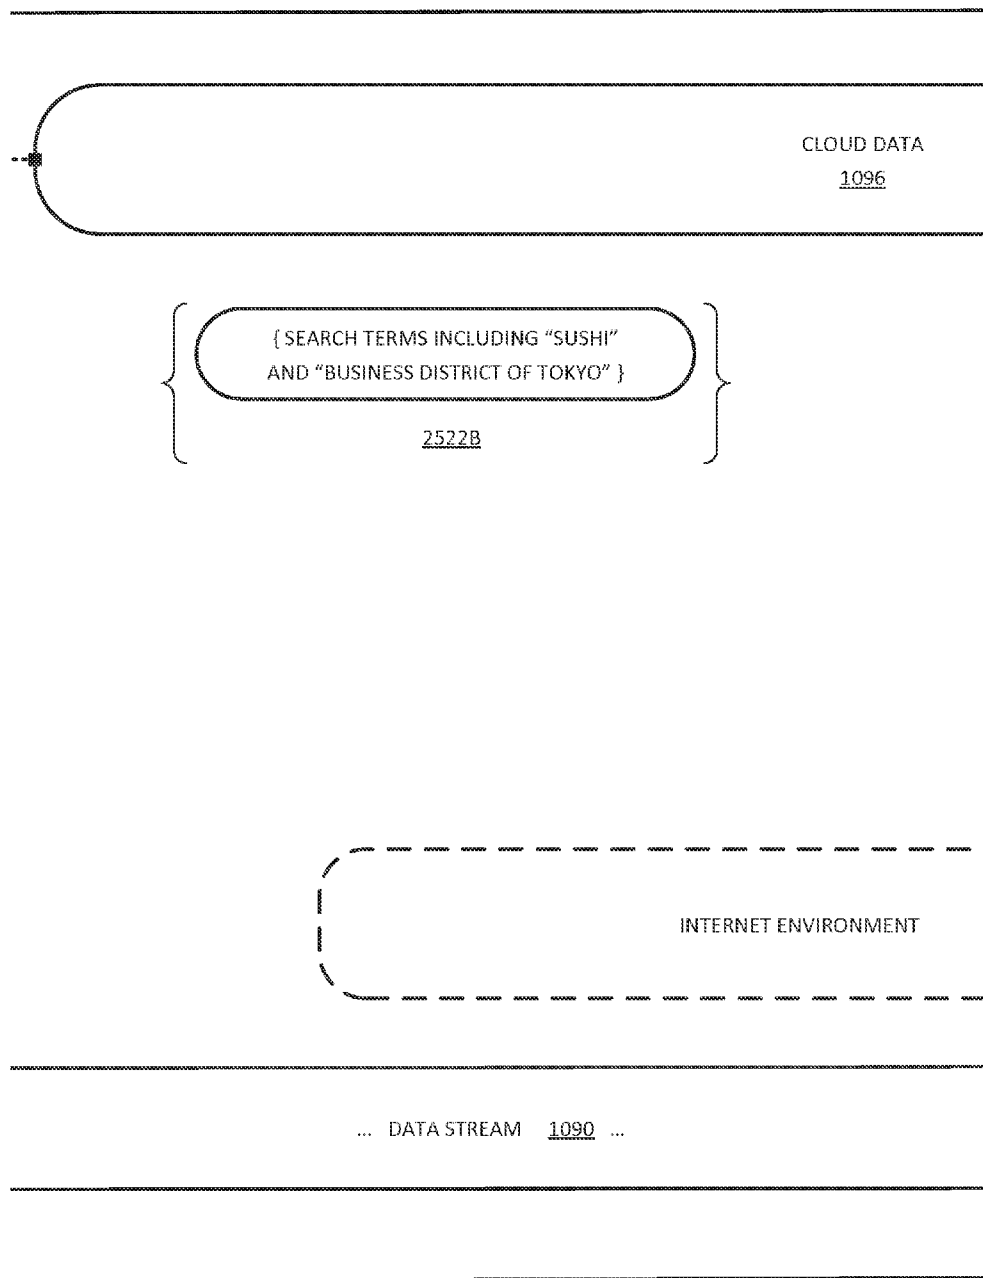 CLOUD DATA
1096
{ SEARCH TERMS INCLUDING “SUSHI”
AND “BUSINESS DISTRICT OF TOKYO” }
2522B
INTERNET ENVIRONMENT
... DATA STREAM 1090 ...